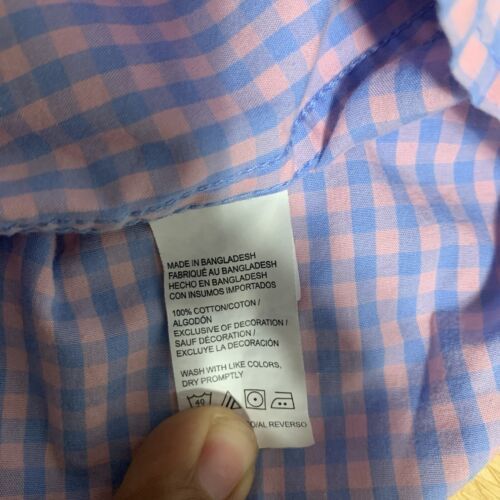 MADE IN BANGLADESH
FABRIQUÉ AU BANGLADESH
HECHO EN BANGLADESH
CON INSUMOS IMPORTADOS
100% COTTON/COTON/
ALGODÓN
EXCLUSIVE OF DECORATION/
SAUF DÉCORATION/
EXCLUYE LA DECORACIÓN
WASH WITH LIKE COLORS,
DRY PROMPTLY
40
/AL REVERSO